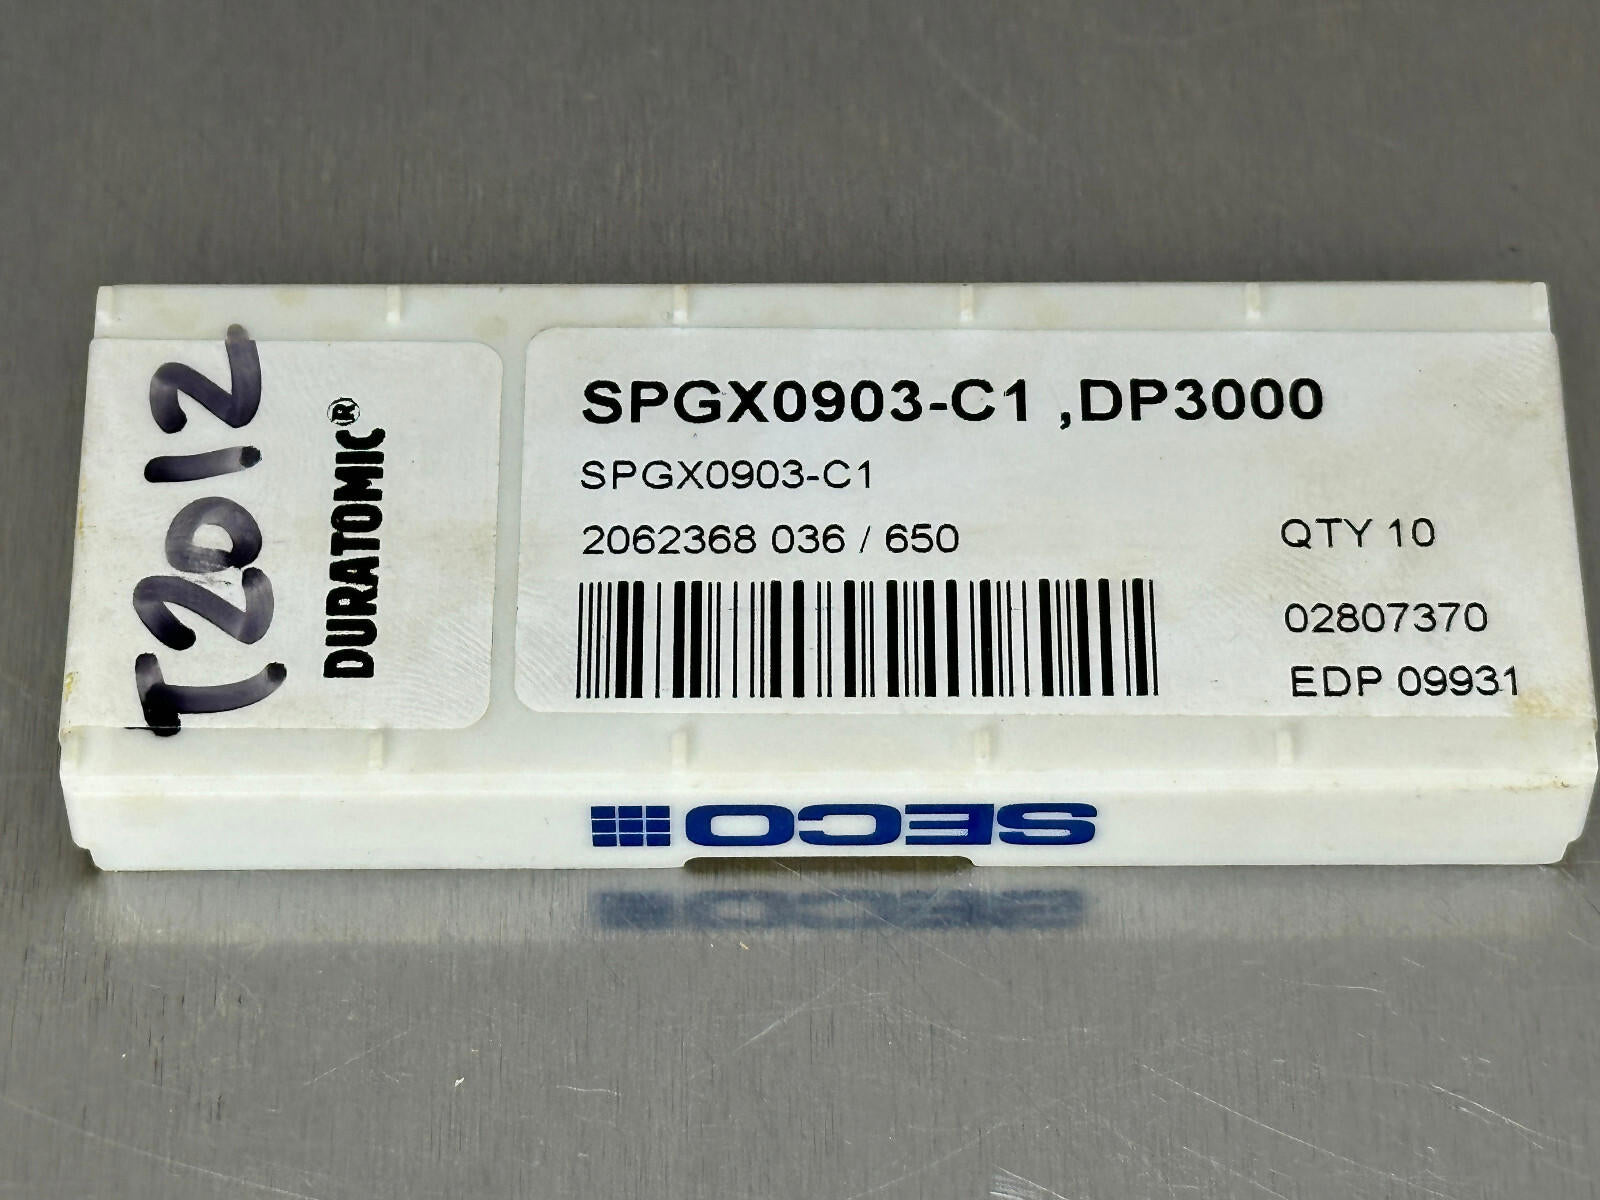 T2012
DURATOMIC®
SPGX0903-C1 ,DP3000
SPGX0903-C1
2062368 036 / 650
QTY 10
02807370
EDP 09931
SECO